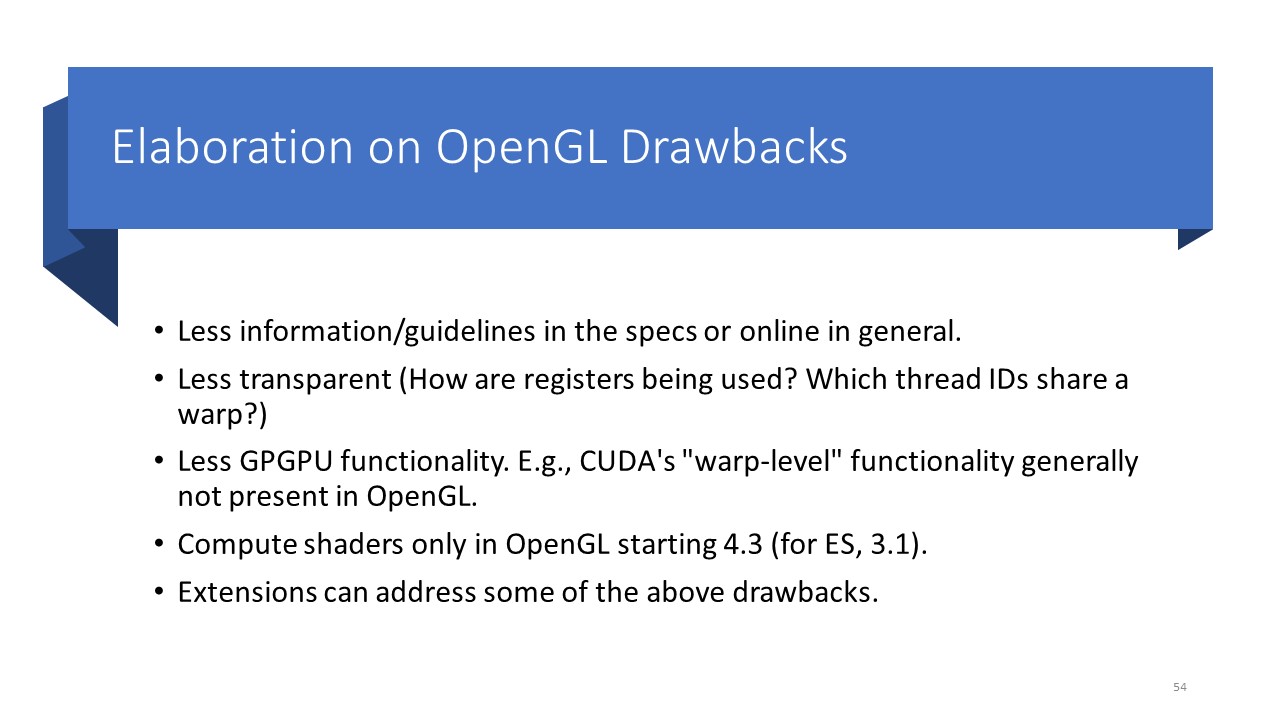 Elaboration on OpenGL Drawbacks
• Less information/guidelines in the specs or online in general.
• Less transparent (How are registers being used? Which thread IDs share a
warp?)
• Less GPGPU functionality. E.g., CUDA's "warp-level" functionality generally
not present in OpenGL.
• Compute shaders only in OpenGL starting 4.3 (for ES, 3.1).
• Extensions can address some of the above drawbacks.
54